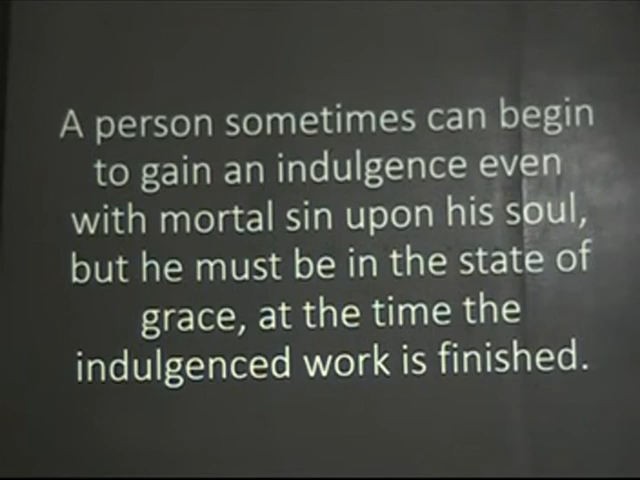 A person sometimes can begin
to gain an indulgence even
with mortal sin upon his soul,
but he must be in the state of
grace, at the time the
indulgenced work is finished.